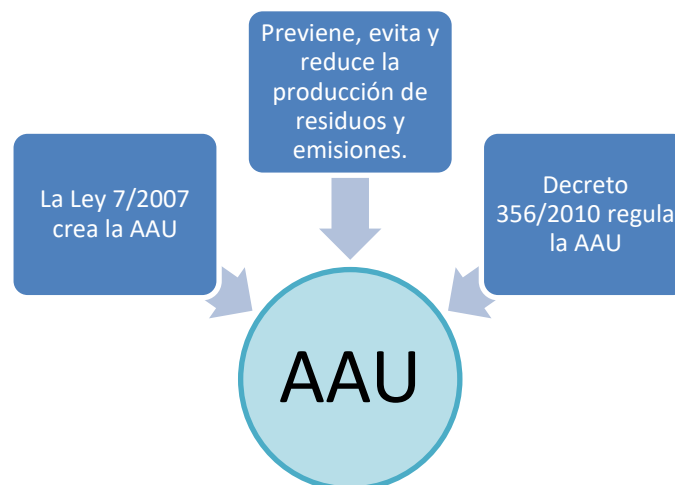 Previene, evita y
reduce la
producción de
residuos y
emisiones.
La Ley 7/2007
crea la AAU
Decreto
356/2010 regula
la AAU
AAU